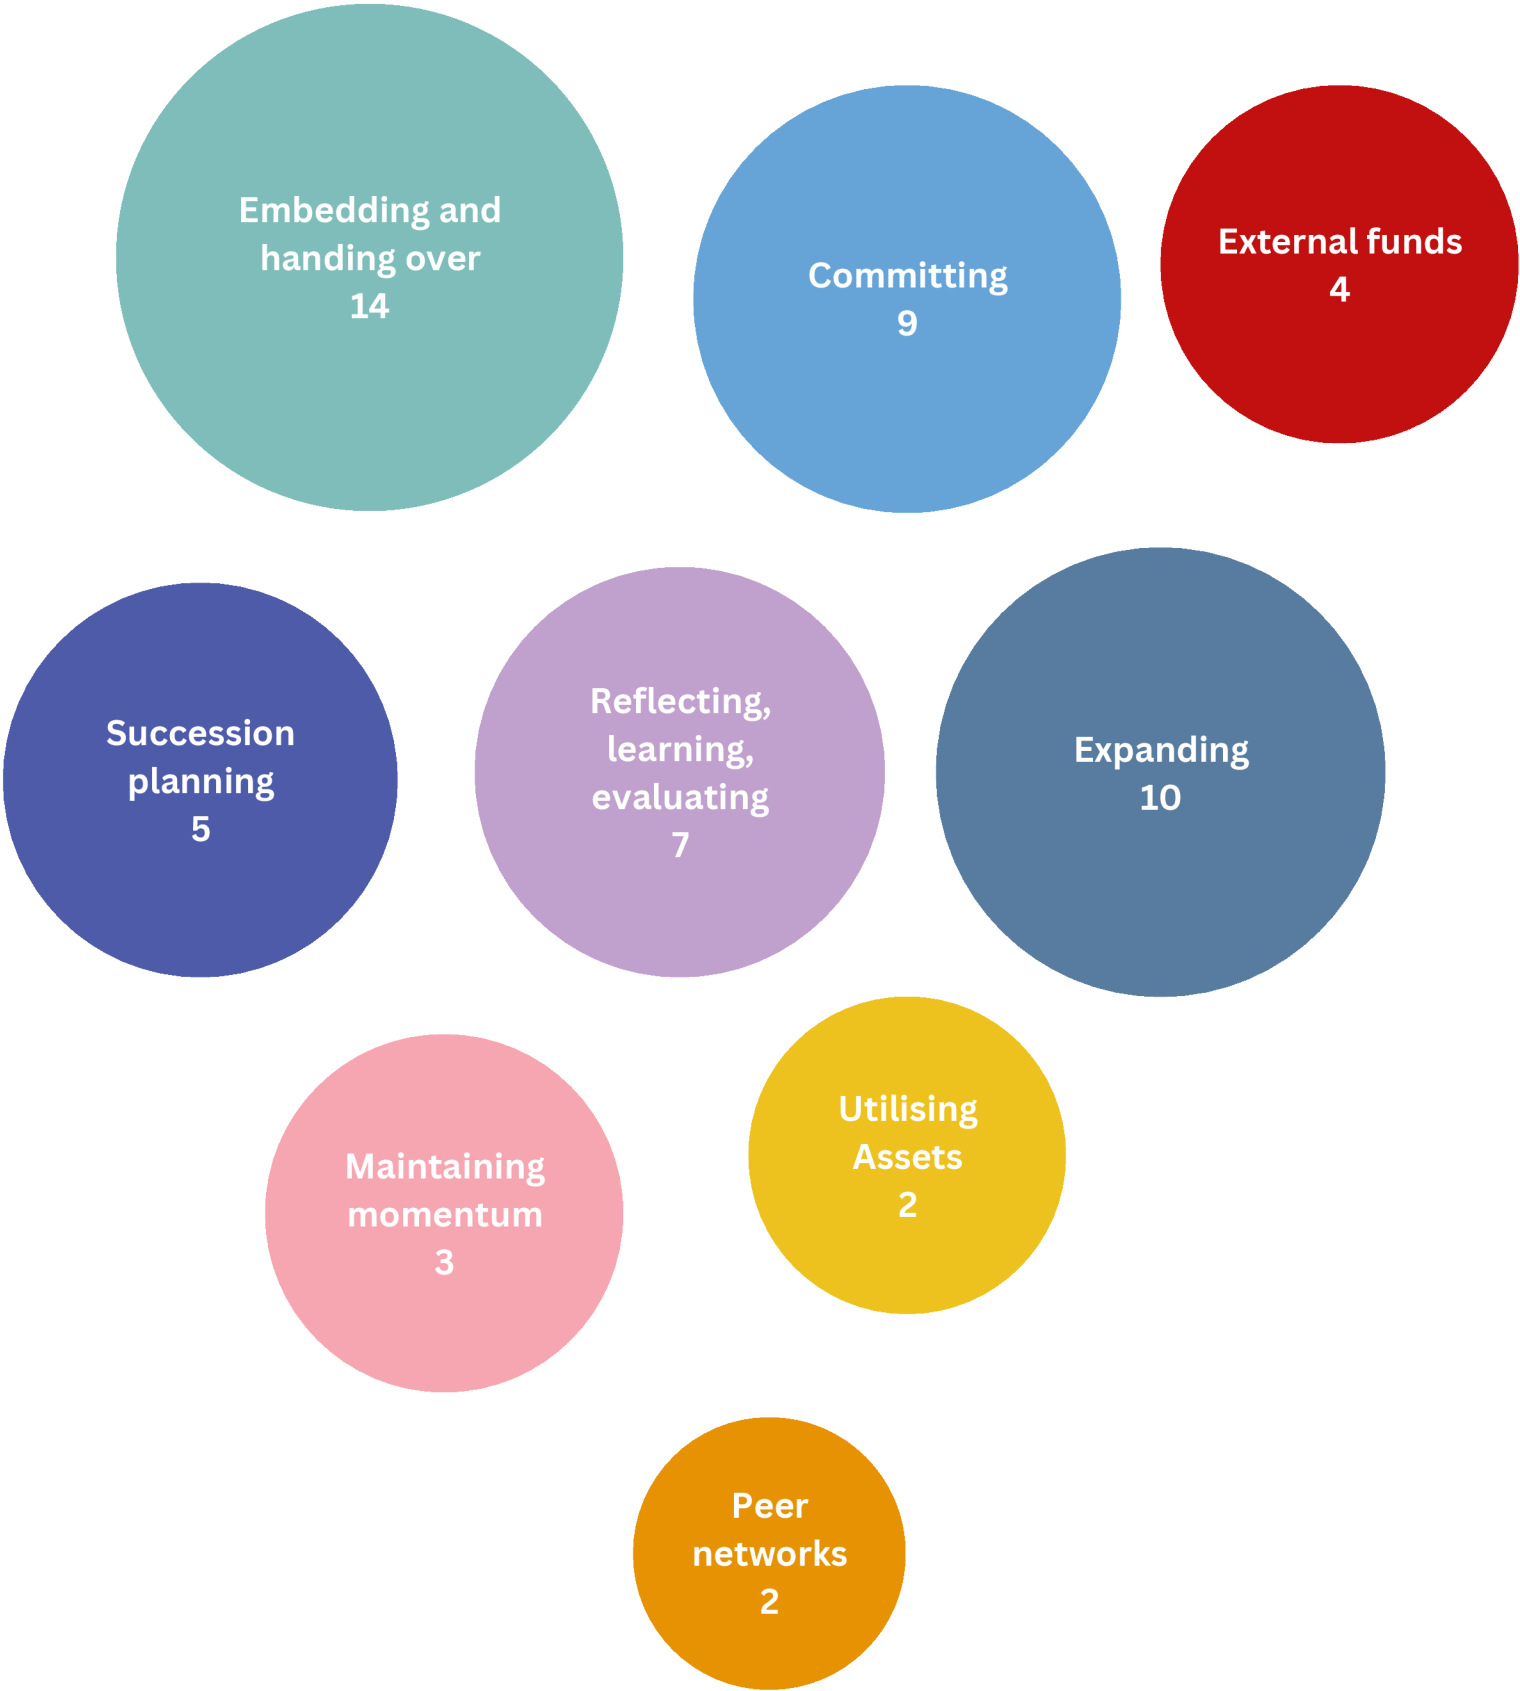 Embedding and
handing over
14
Committing
9
External funds
4
Succession
planning
5
Reflecting,
learning,
evaluating
7
Expanding
10
Maintaining
momentum
3
Utilising
Assets
2
Peer
networks
2